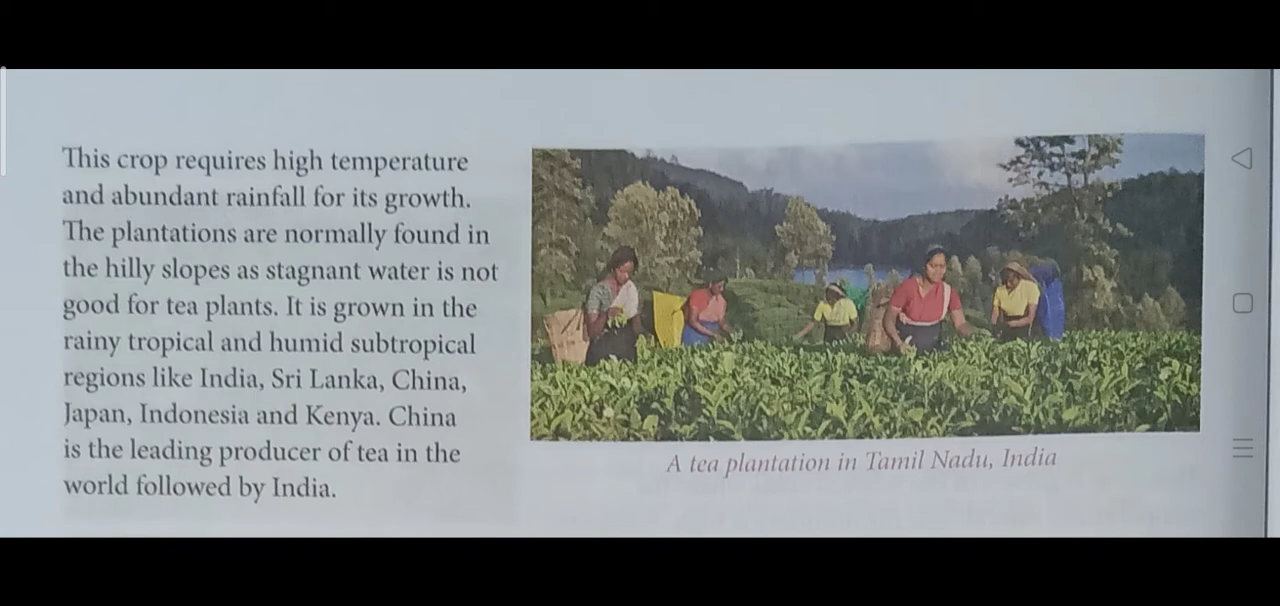 This crop requires high temperature
and abundant rainfall for its growth.
The plantations are normally found in
the hilly slopes as stagnant water is not
good for tea plants. It is grown in the
rainy tropical and humid subtropical
regions like India, Sri Lanka, China,
Japan, Indonesia and Kenya. China
is the leading producer of tea in the
world followed by India.
A tea plantation in Tamil Nadu, India